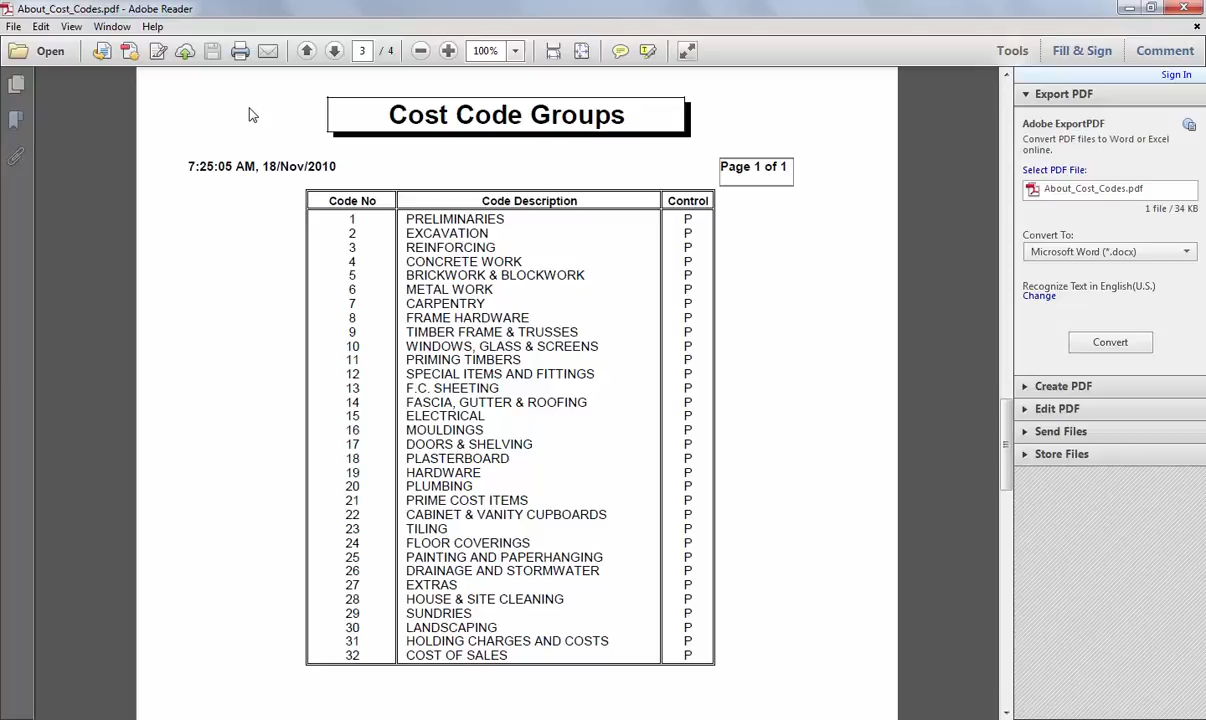 About_Cost_Codes.pdf - Adobe Reader
File Edit View Window Help
Open 3 / 4 100% Tools Fill & Sign Comment
Sign In
Cost Code Groups
7:25:05 AM, 18/Nov/2010 Page 1 of 1
Code No Code Description Control
1 PRELIMINARIES P
2 EXCAVATION P
3 REINFORCING P
4 CONCRETE WORK P
5 BRICKWORK & BLOCKWORK P
6 METAL WORK P
7 CARPENTRY P
8 FRAME HARDWARE P
9 TIMBER FRAME & TRUSSES P
10 WINDOWS, GLASS & SCREENS P
11 PRIMING TIMBERS P
12 SPECIAL ITEMS AND FITTINGS P
13 F.C. SHEETING P
14 FASCIA, GUTTER & ROOFING P
15 ELECTRICAL P
16 MOULDINGS P
17 DOORS & SHELVING P
18 PLASTERBOARD P
19 HARDWARE P
20 PLUMBING P
21 PRIME COST ITEMS P
22 CABINET & VANITY CUPBOARDS P
23 TILING P
24 FLOOR COVERINGS P
25 PAINTING AND PAPERHANGING P
26 DRAINAGE AND STORMWATER P
27 EXTRAS P
28 HOUSE & SITE CLEANING P
29 SUNDRIES P
30 LANDSCAPING P
31 HOLDING CHARGES AND COSTS P
32 COST OF SALES P
Export PDF
Adobe ExportPDF
Convert PDF files to Word or Excel
online.
Select PDF File:
About_Cost_Codes.pdf
1 file / 34 KB
Convert To:
Microsoft Word (*.docx)
Recognize Text in English(U.S.)
Change
Convert
Create PDF
Edit PDF
Send Files
Store Files